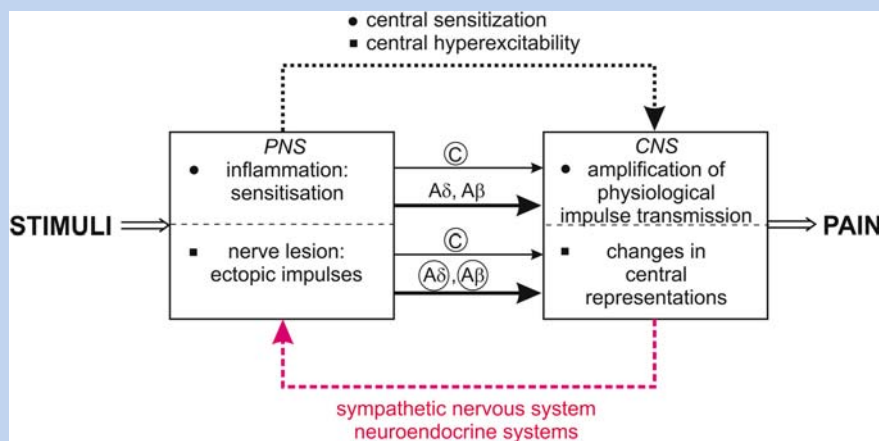 ● central sensitization
■ central hyperexcitability
PNS
● inflammation:
sensitisation
■ nerve lesion:
ectopic impulses
STIMULI
C
Aδ, Aβ
C
Aδ, Aβ
CNS
● amplification of
physiological
impulse transmission
■ changes in
central
representations
PAIN
sympathetic nervous system
neuroendocrine systems